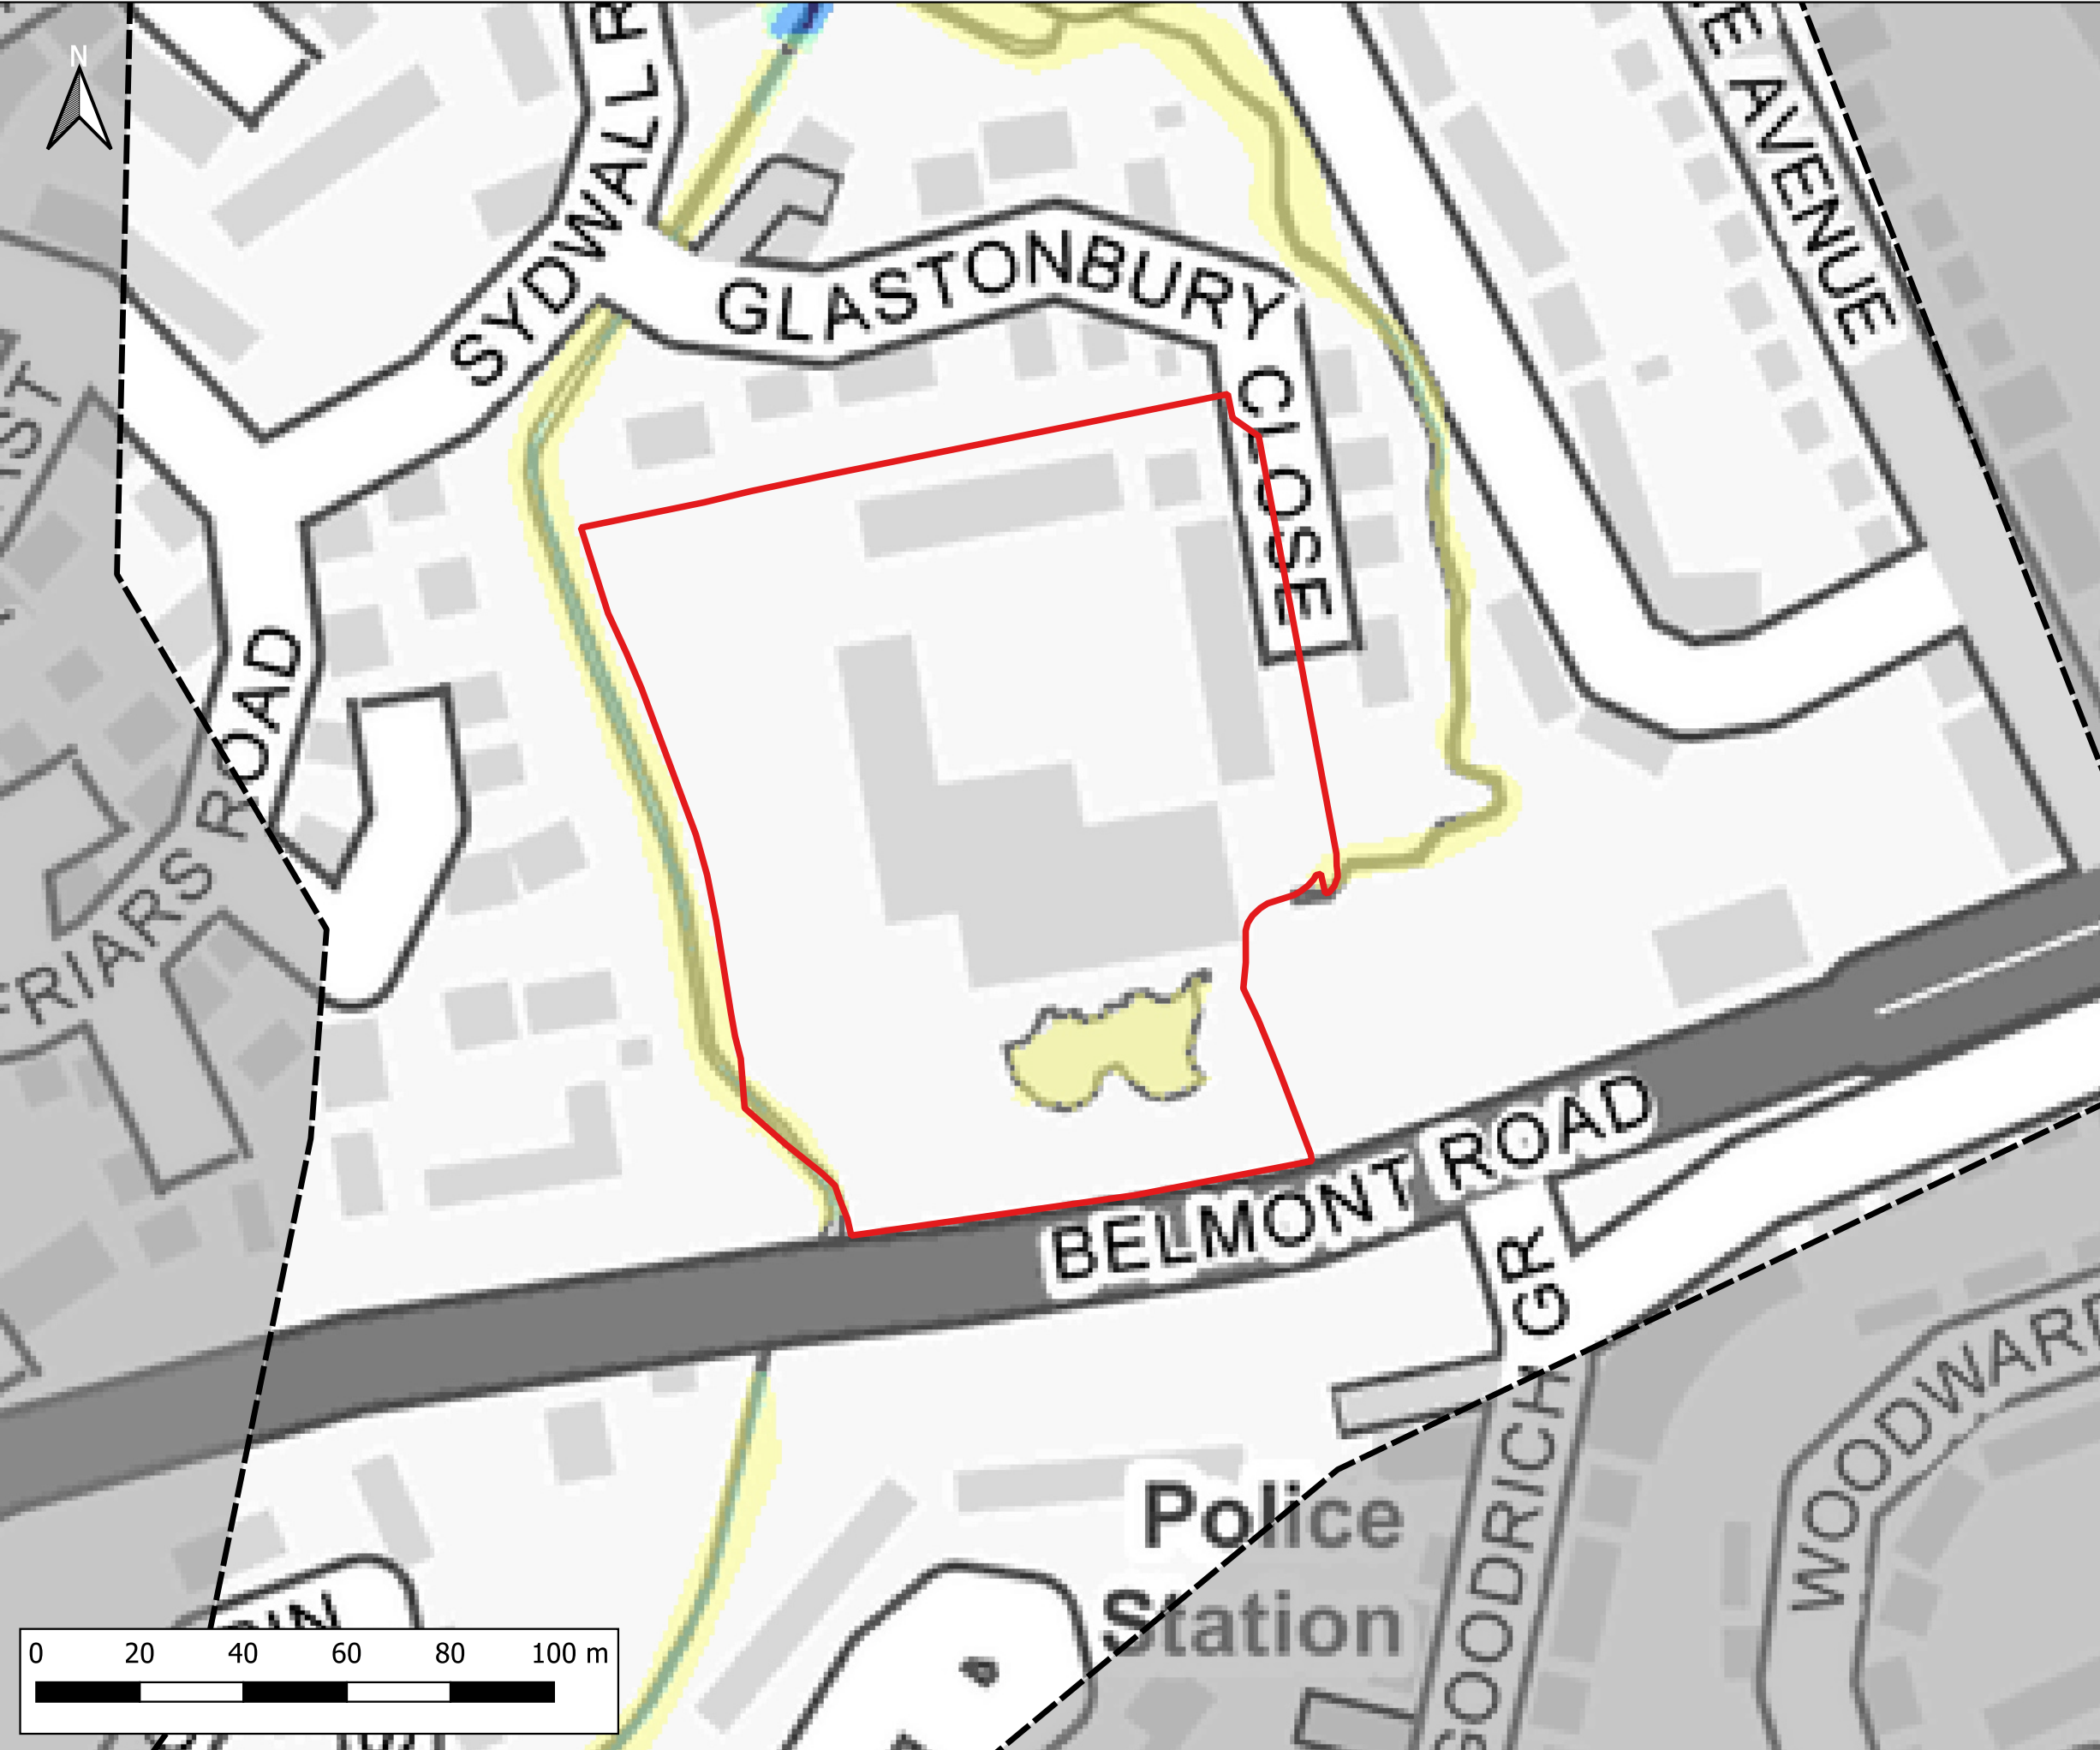 N
SYDWALL R
GLASTONBURY CLOSE
E AVENUE
FRIARS ROAD
BELMONT ROAD
GR
GOODRICH
WOODWARD
Police
Station
0 20 40 60 80 100 m